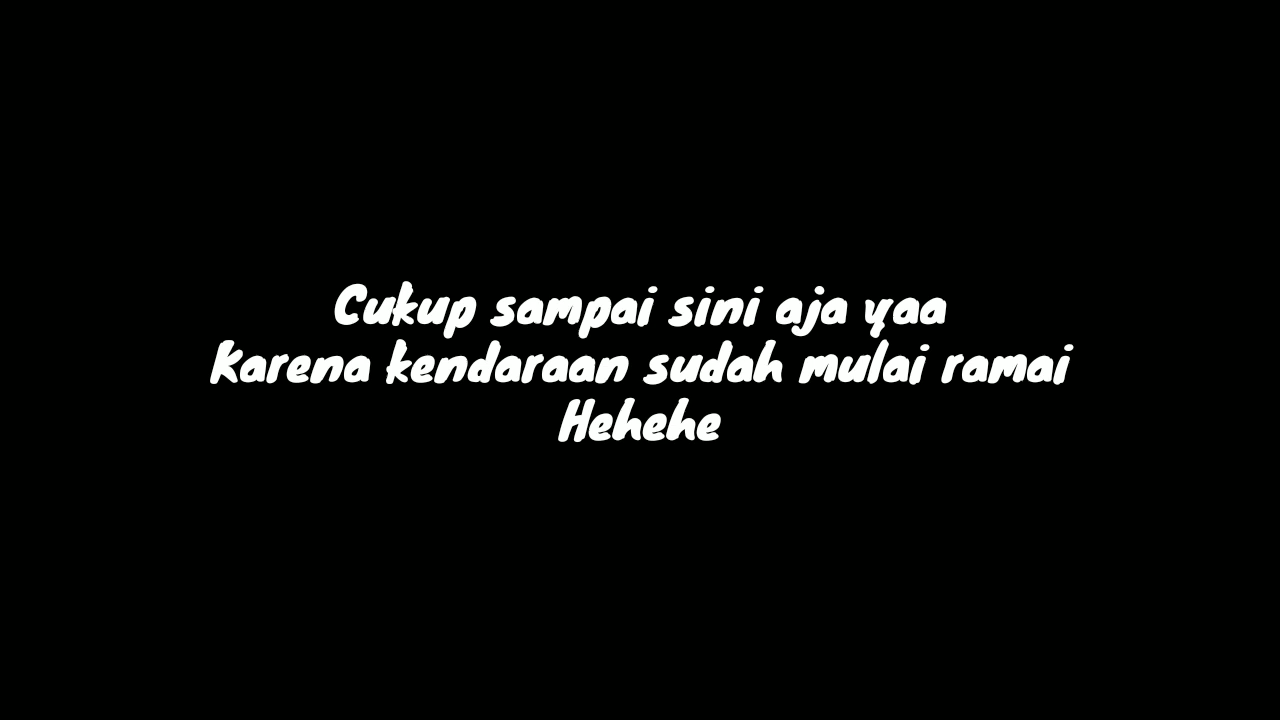 Cukup sampai sini aja yaa
Karena kendaraan sudah mulai ramai
Hehehe